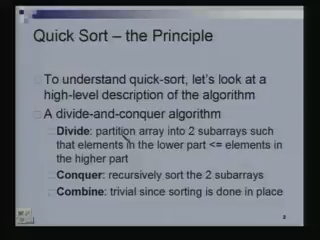 Quick Sort – the Principle
To understand quick-sort, let's look at a
high-level description of the algorithm
A divide-and-conquer algorithm
Divide: partition array into 2 subarrays such
that elements in the lower part <= elements in
the higher part
Conquer: recursively sort the 2 subarrays
Combine: trivial since sorting is done in place
2